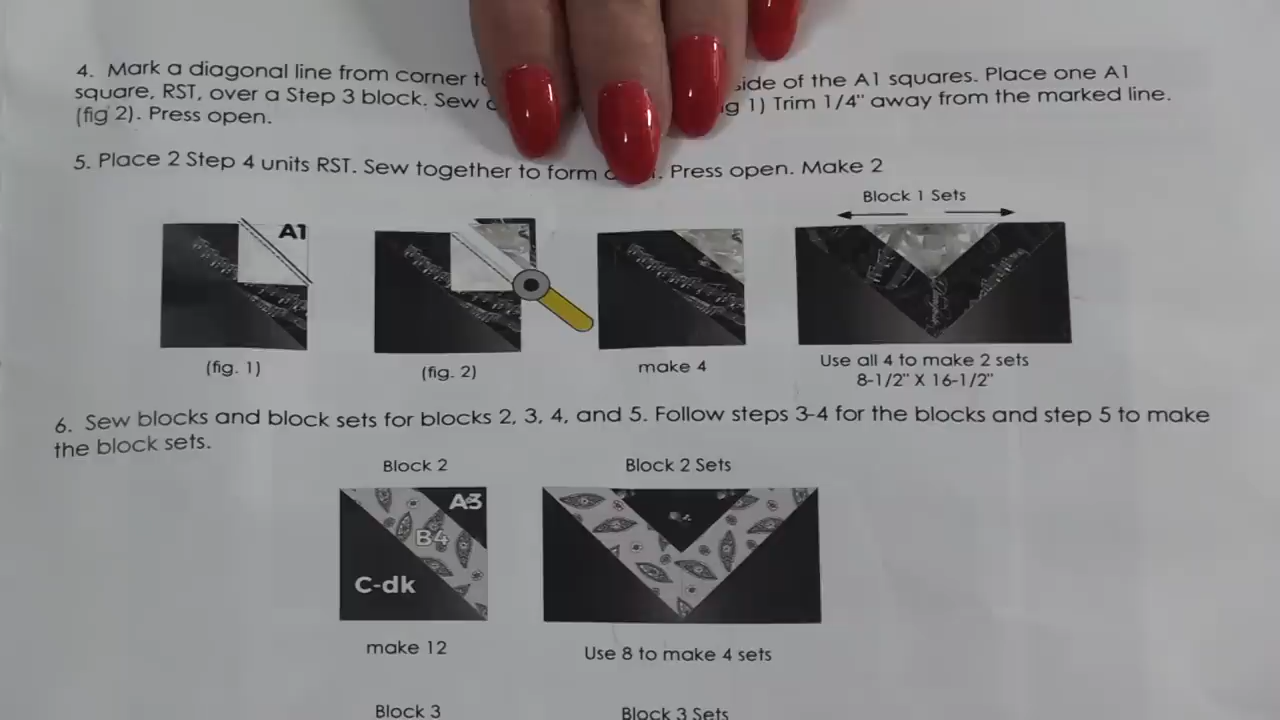 4. Mark a diagonal line from corner side of the A1 squares. Place one A1
square, RST, over a Step 3 block. Sew 1) Trim 1/4" away from the marked line.
(fig 2). Press open.
5. Place 2 Step 4 units RST. Sew together to form Press open. Make 2
Block 1 Sets
A1
(fig. 1)
(fig. 2)
make 4
Use all 4 to make 2 sets
8-1/2" X 16-1/2"
6. Sew blocks and block sets for blocks 2, 3, 4, and 5. Follow steps 3-4 for the blocks and step 5 to make
the block sets.
Block 2
Block 2 Sets
A3
B4
C-dk
make 12
Use 8 to make 4 sets
Block 3
Block 3 Sets